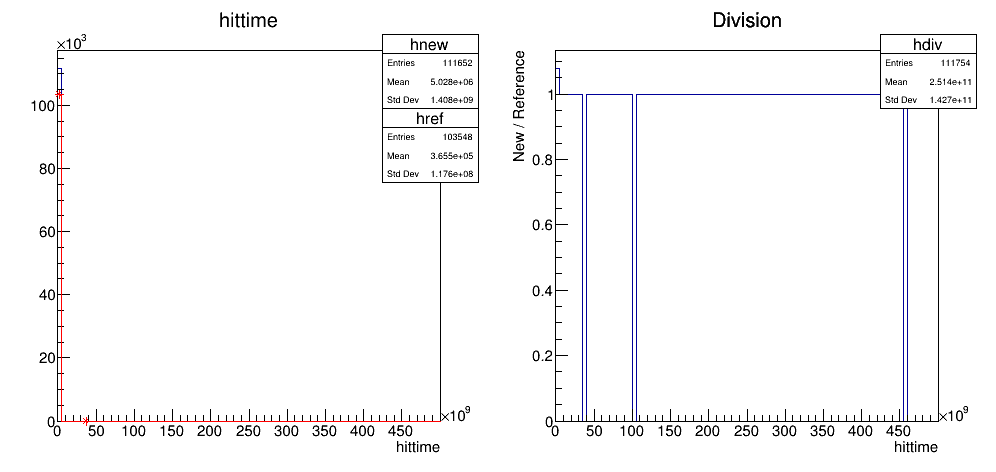 hittime
×10³
hnew
Entries 111652
Mean 5.028e+06
Std Dev 1.408e+09
href
Entries 103548
Mean 3.655e+05
Std Dev 1.176e+08
100
80
60
40
20
0
0 50 100 150 200 250 300 350 400 450
×10⁹
hittime
Division
New / Reference
hdiv
Entries 111754
Mean 2.514e+11
Std Dev 1.427e+11
1
0.8
0.6
0.4
0.2
0
0 50 100 150 200 250 300 350 400 450
×10⁹
hittime